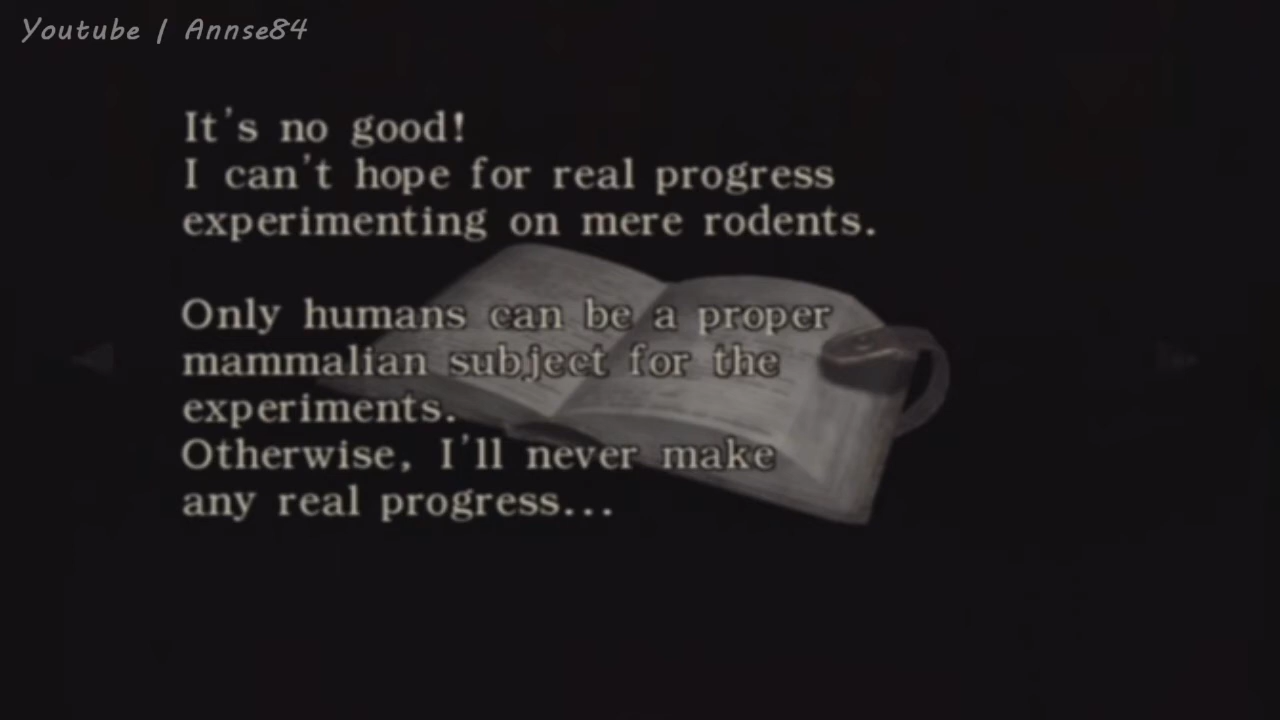 Youtube / Annse84
It's no good!
I can't hope for real progress
experimenting on mere rodents.
Only humans can be a proper
mammalian subject for the
experiments.
Otherwise, I'll never make
any real progress...